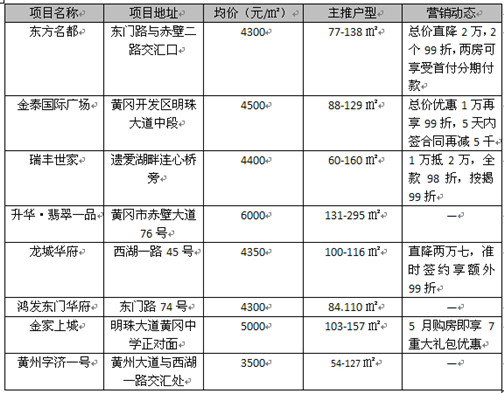 项目名称 项目地址 均价（元/㎡） 主推户型 营销动态
东方名都 东门路与赤壁二路交汇口 4300 77-138 ㎡ 总价直降 2 万，2 个 99 折，两房可享受首付分期付款
金泰国际广场 黄冈开发区明珠大道中段 4500 88-129 ㎡ 总价优惠 1 万再享 99 折，5 天内签合同再减 5 千
瑞丰世家 遗爱湖畔连心桥旁 4400 60-160 ㎡ 1 万抵 2 万，全款 98 折，按揭 99 折
升华·翡翠一品 黄冈市赤壁大道 76 号 6000 131-295 ㎡ —
龙城华府 西湖一路 45 号 4350 100-116 ㎡ 直降两万七，准时签约享额外 99 折
鸿发东门华府 东门路 74 号 4300 84.110 ㎡ —
金家上城 明珠大道黄冈中学正对面 5000 103-157 ㎡ 5 月购房即享 7 重大礼包优惠
黄州字济一号 黄州大道与西湖一路交汇处 3500 54-127 ㎡ —